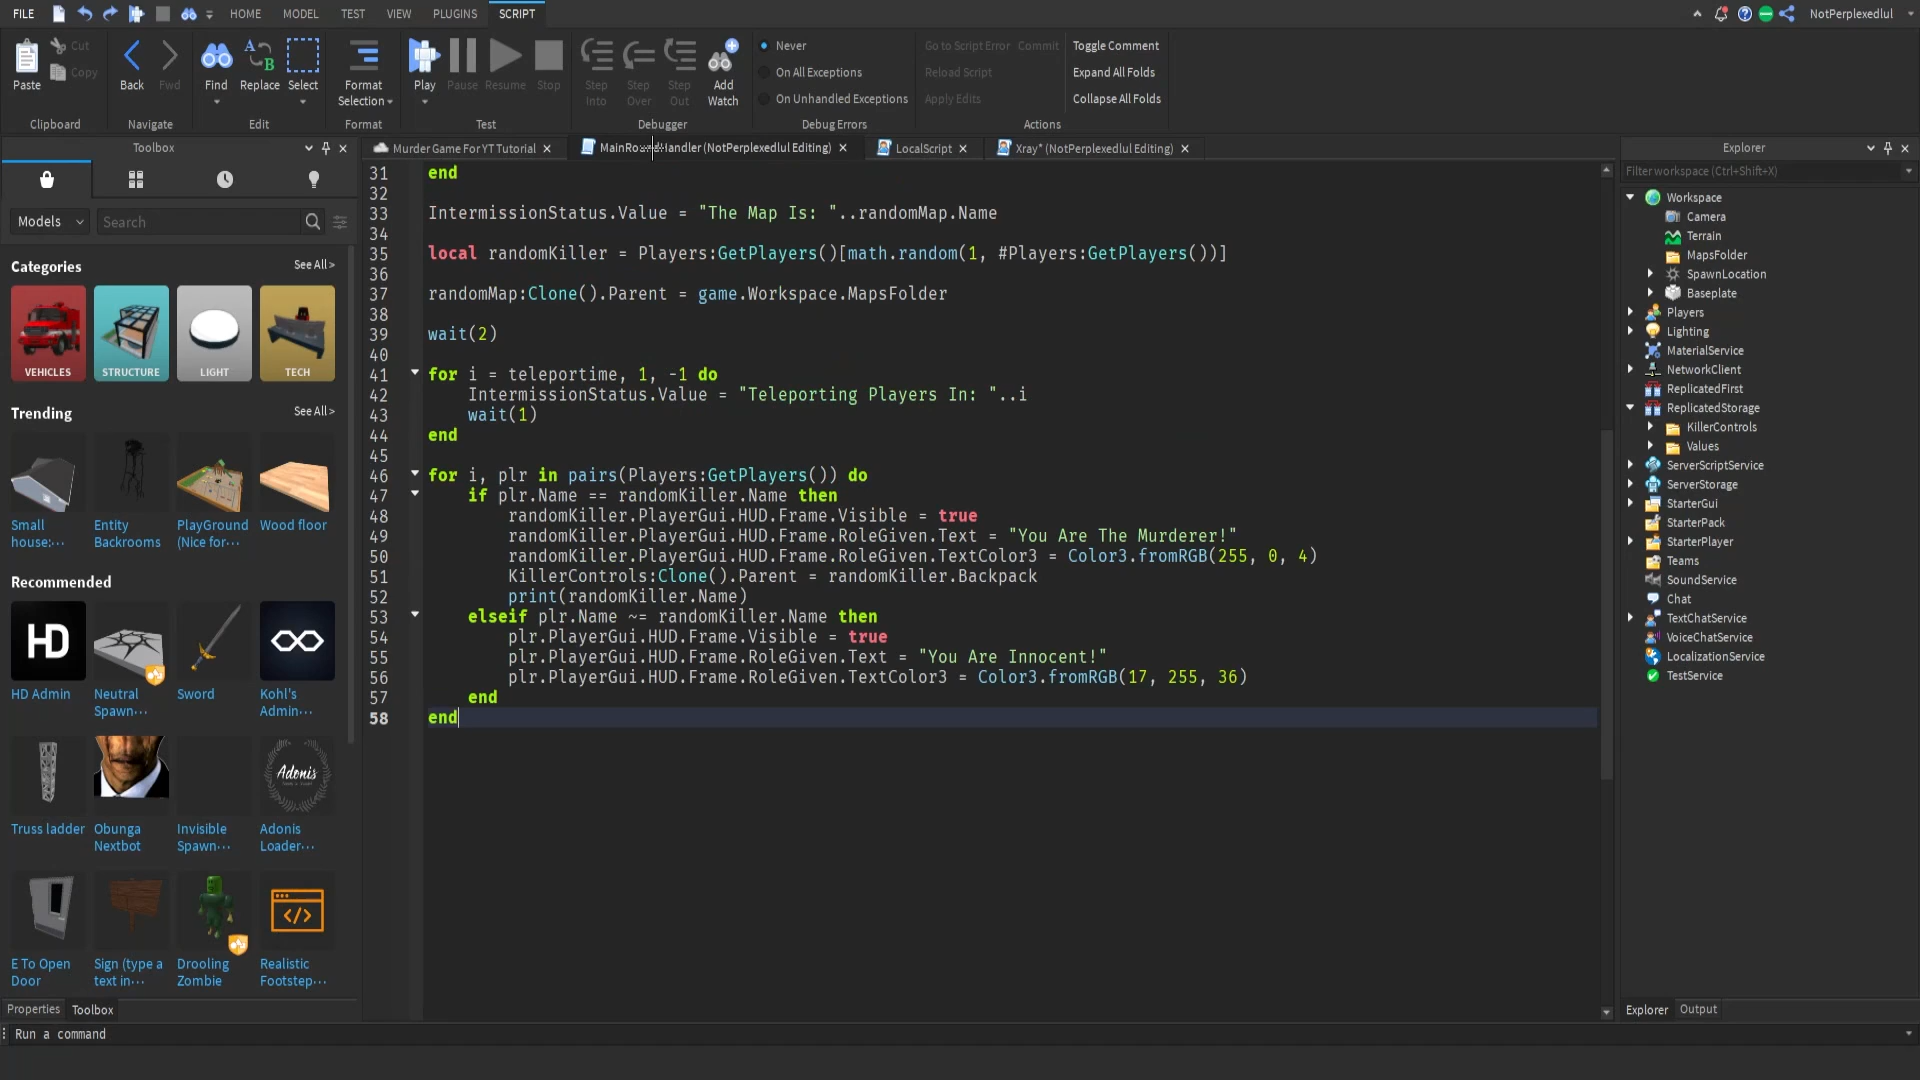 FILE
HOME
MODEL
TEST
VIEW
PLUGINS
SCRIPT
NotPerplexedlul
Paste
Cut
Copy
Clipboard
Back
Fwd
Navigate
Find
Replace
Select
Edit
Format
Selection
Format
Play
Pause
Resume
Stop
Test
Step
Into
Step
Over
Step
Out
Add
Watch
Debugger
Never
On All Exceptions
On Unhandled Exceptions
Debug Errors
Go to Script Error
Commit
Reload Script
Apply Edits
Toggle Comment
Expand All Folds
Collapse All Folds
Actions
Toolbox
Models
Search
Categories
See All >
VEHICLES
STRUCTURE
LIGHT
TECH
Trending
See All >
Small
house:...
Entity
Backrooms
PlayGround
(Nice for...
Wood floor
Recommended
HD
HD Admin
Neutral
Spawn...
Sword
Kohl's
Admin...
Truss ladder
Obunga
Nextbot
Invisible
Spawn...
Adonis
Adonis
Loader...
E To Open
Door
Sign (type a
text in...
Drooling
Zombie
Realistic
Footstep...
Properties
Toolbox
Run a command
Murder Game For YT Tutorial
MainRoundHandler (NotPerplexedlul Editing)
LocalScript
Xray* (NotPerplexedlul Editing)
31 end
32
33 IntermissionStatus.Value = "The Map Is: "..randomMap.Name
34
35 local randomKiller = Players:GetPlayers()[math.random(1, #Players:GetPlayers())]
36
37 randomMap:Clone().Parent = game.Workspace.MapsFolder
38
39 wait(2)
40
41 for i = teleportime, 1, -1 do
42 IntermissionStatus.Value = "Teleporting Players In: "..i
43 wait(1)
44 end
45
46 for i, plr in pairs(Players:GetPlayers()) do
47 if plr.Name == randomKiller.Name then
48 randomKiller.PlayerGui.HUD.Frame.Visible = true
49 randomKiller.PlayerGui.HUD.Frame.RoleGiven.Text = "You Are The Murderer!"
50 randomKiller.PlayerGui.HUD.Frame.RoleGiven.TextColor3 = Color3.fromRGB(255, 0, 4)
51 KillerControls:Clone().Parent = randomKiller.Backpack
52 print(randomKiller.Name)
53 elseif plr.Name ~= randomKiller.Name then
54 plr.PlayerGui.HUD.Frame.Visible = true
55 plr.PlayerGui.HUD.Frame.RoleGiven.Text = "You Are Innocent!"
56 plr.PlayerGui.HUD.Frame.RoleGiven.TextColor3 = Color3.fromRGB(17, 255, 36)
57 end
58 end
Explorer
Filter workspace (Ctrl+Shift+X)
Workspace
Camera
Terrain
MapsFolder
SpawnLocation
Baseplate
Players
Lighting
MaterialService
NetworkClient
ReplicatedFirst
ReplicatedStorage
KillerControls
Values
ServerScriptService
ServerStorage
StarterGui
StarterPack
StarterPlayer
Teams
SoundService
Chat
TextChatService
VoiceChatService
LocalizationService
TestService
Explorer
Output